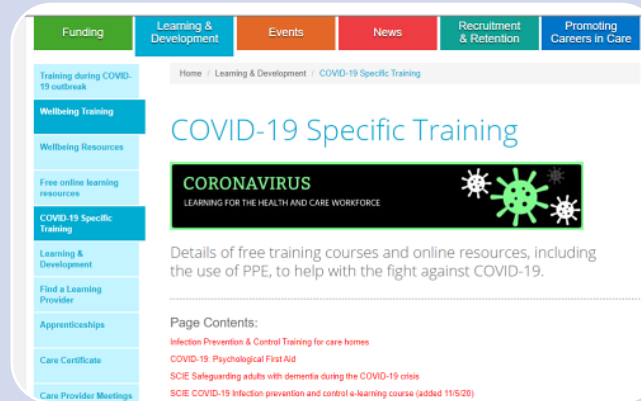 Funding
Learning &
Development
Events
News
Recruitment
& Retention
Promoting
Careers in Care
Training during COVID-
19 outbreak
Wellbeing Training
Wellbeing Resources
Free online learning
resources
COVID-19 Specific
Training
Learning &
Development
Find a Learning
Provider
Apprenticeships
Care Certificate
Care Provider Meetings
Home / Learning & Development / COVID-19 Specific Training
COVID-19 Specific Training
CORONAVIRUS
LEARNING FOR THE HEALTH AND CARE WORKFORCE
Details of free training courses and online resources, including
the use of PPE, to help with the fight against COVID-19.
Page Contents:
Infection Prevention & Control Training for care homes
COVID-19: Psychological First Aid
SCIE Safeguarding adults with dementia during the COVID-19 crisis
SCIE COVID-19 Infection prevention and control e-learning course (added 11/5/20)